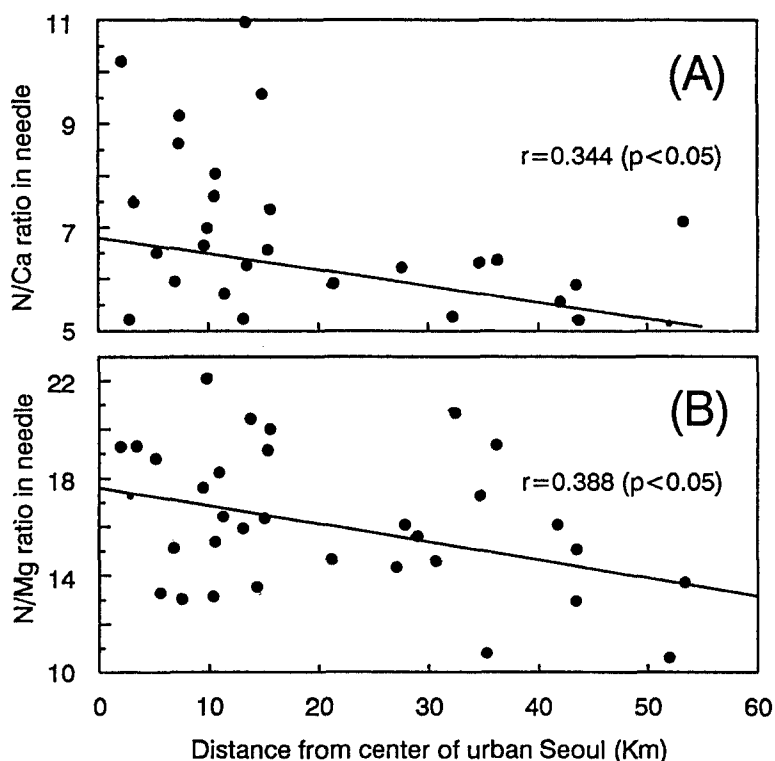 11
(A)
9
r=0.344 (p<0.05)
7
5
N/Ca ratio in needle
22
(B)
18
r=0.388 (p<0.05)
14
10
N/Mg ratio in needle
0 10 20 30 40 50 60
Distance from center of urban Seoul (Km)